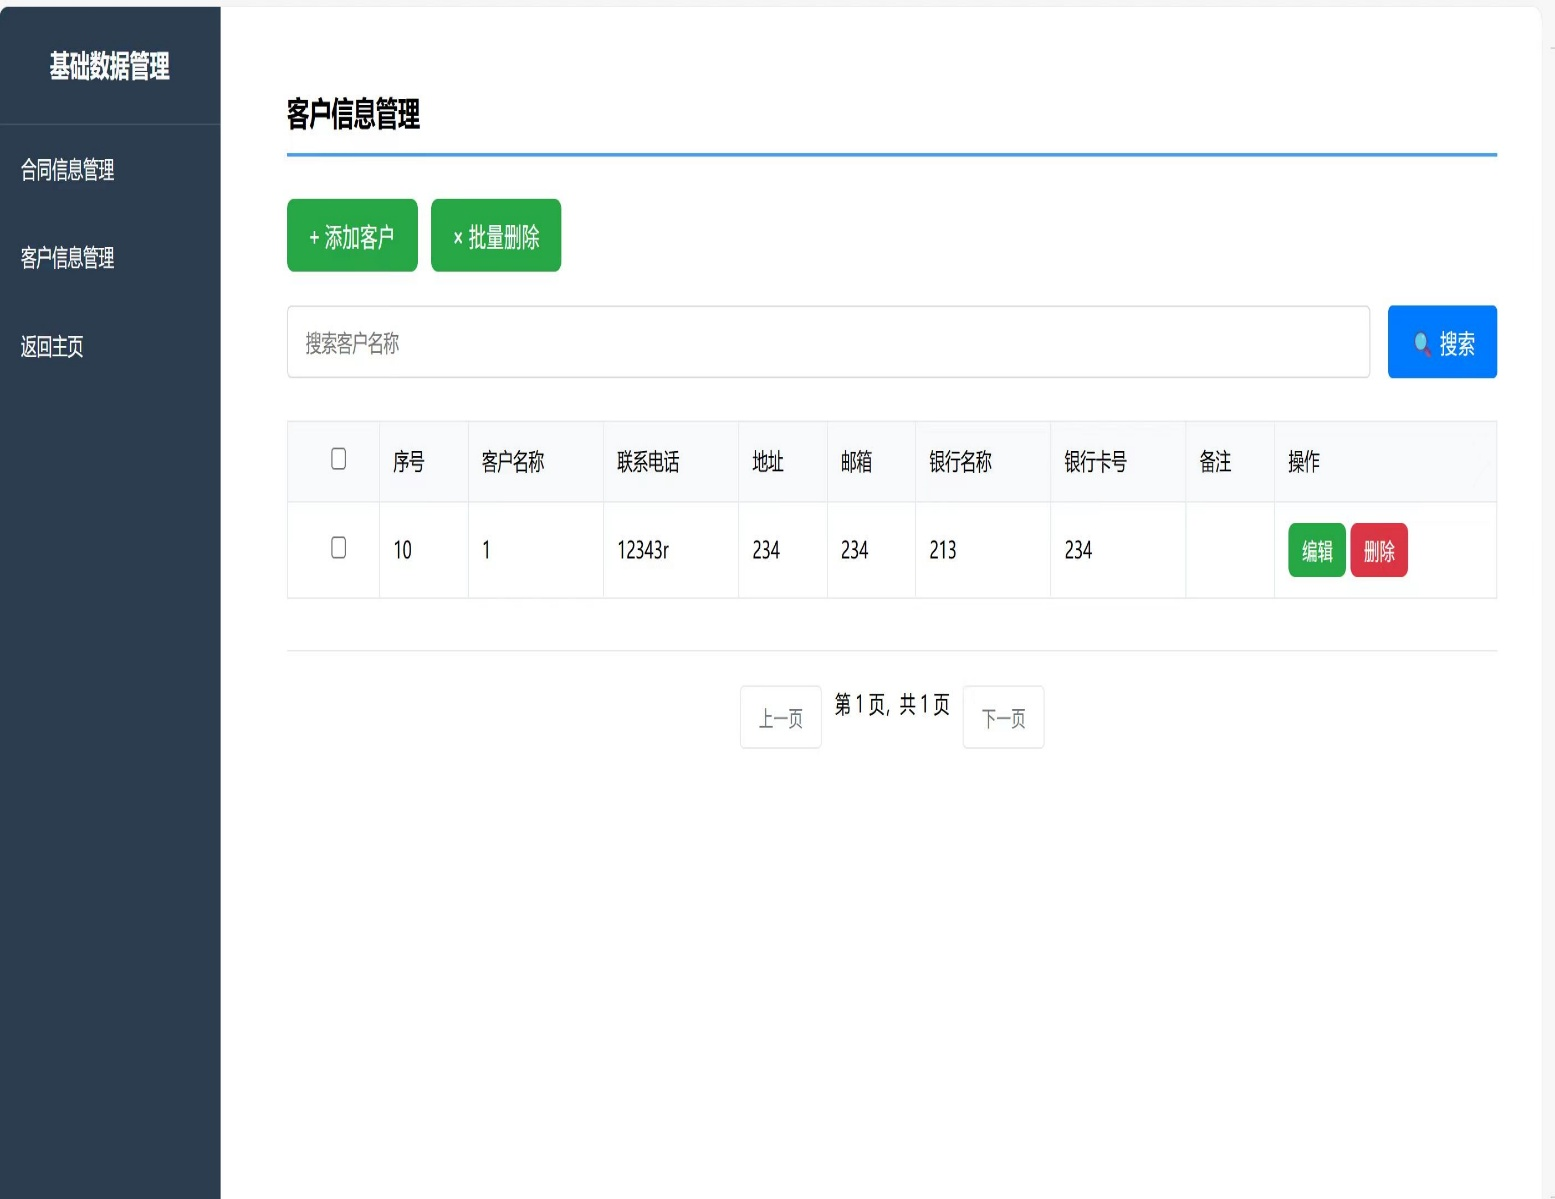 基础数据管理
合同信息管理
客户信息管理
返回主页
客户信息管理
+ 添加客户 × 批量删除
搜索客户名称 搜索
序号 客户名称 联系电话 地址 邮箱 银行名称 银行卡号 备注 操作
10 1 12343r 234 234 213 234 编辑 删除
上一页 第 1 页, 共 1 页 下一页